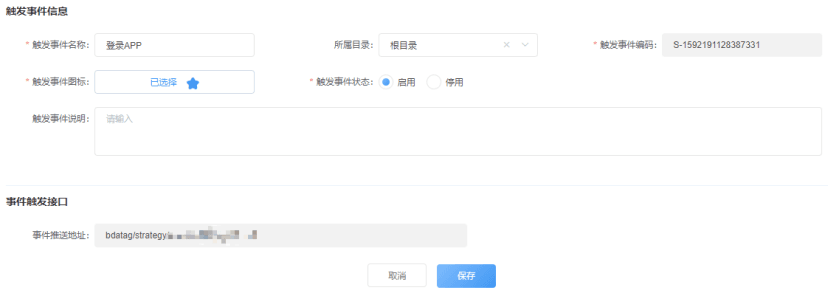 触发事件信息
* 触发事件名称： 登录APP 所属目录： 根目录 * 触发事件编码： S-1592191128387331
* 触发事件图标： 已选择 * 触发事件状态： 启用 停用
触发事件说明： 请输入
事件触发接口
事件推送地址： bdatag/strategy/
取消 保存